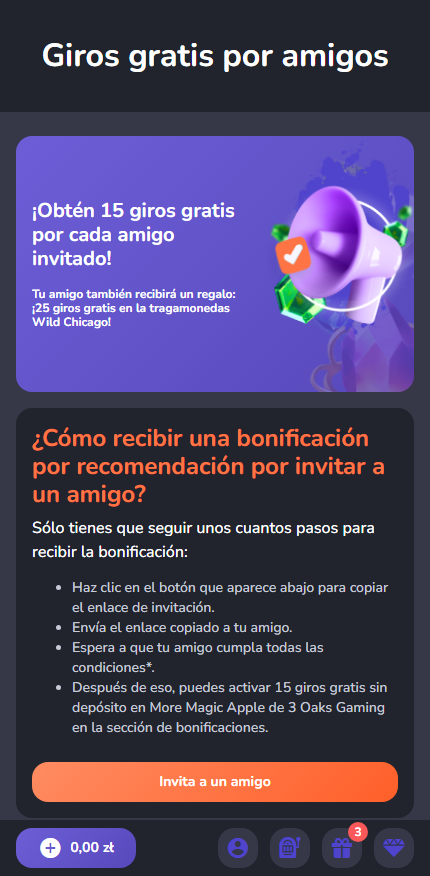 Giros gratis por amigos
¡Obtén 15 giros gratis
por cada amigo
invitado!
Tu amigo también recibirá un regalo:
¡25 giros gratis en la tragamonedas
Wild Chicago!
¿Cómo recibir una bonificación
por recomendación por invitar a
un amigo?
Sólo tienes que seguir unos cuantos pasos para
recibir la bonificación:
• Haz clic en el botón que aparece abajo para copiar
el enlace de invitación.
• Envía el enlace copiado a tu amigo.
• Espera a que tu amigo cumpla todas las
condiciones*.
• Después de eso, puedes activar 15 giros gratis sin
depósito en More Magic Apple de 3 Oaks Gaming
en la sección de bonificaciones.
Invita a un amigo
0,00 zł
3